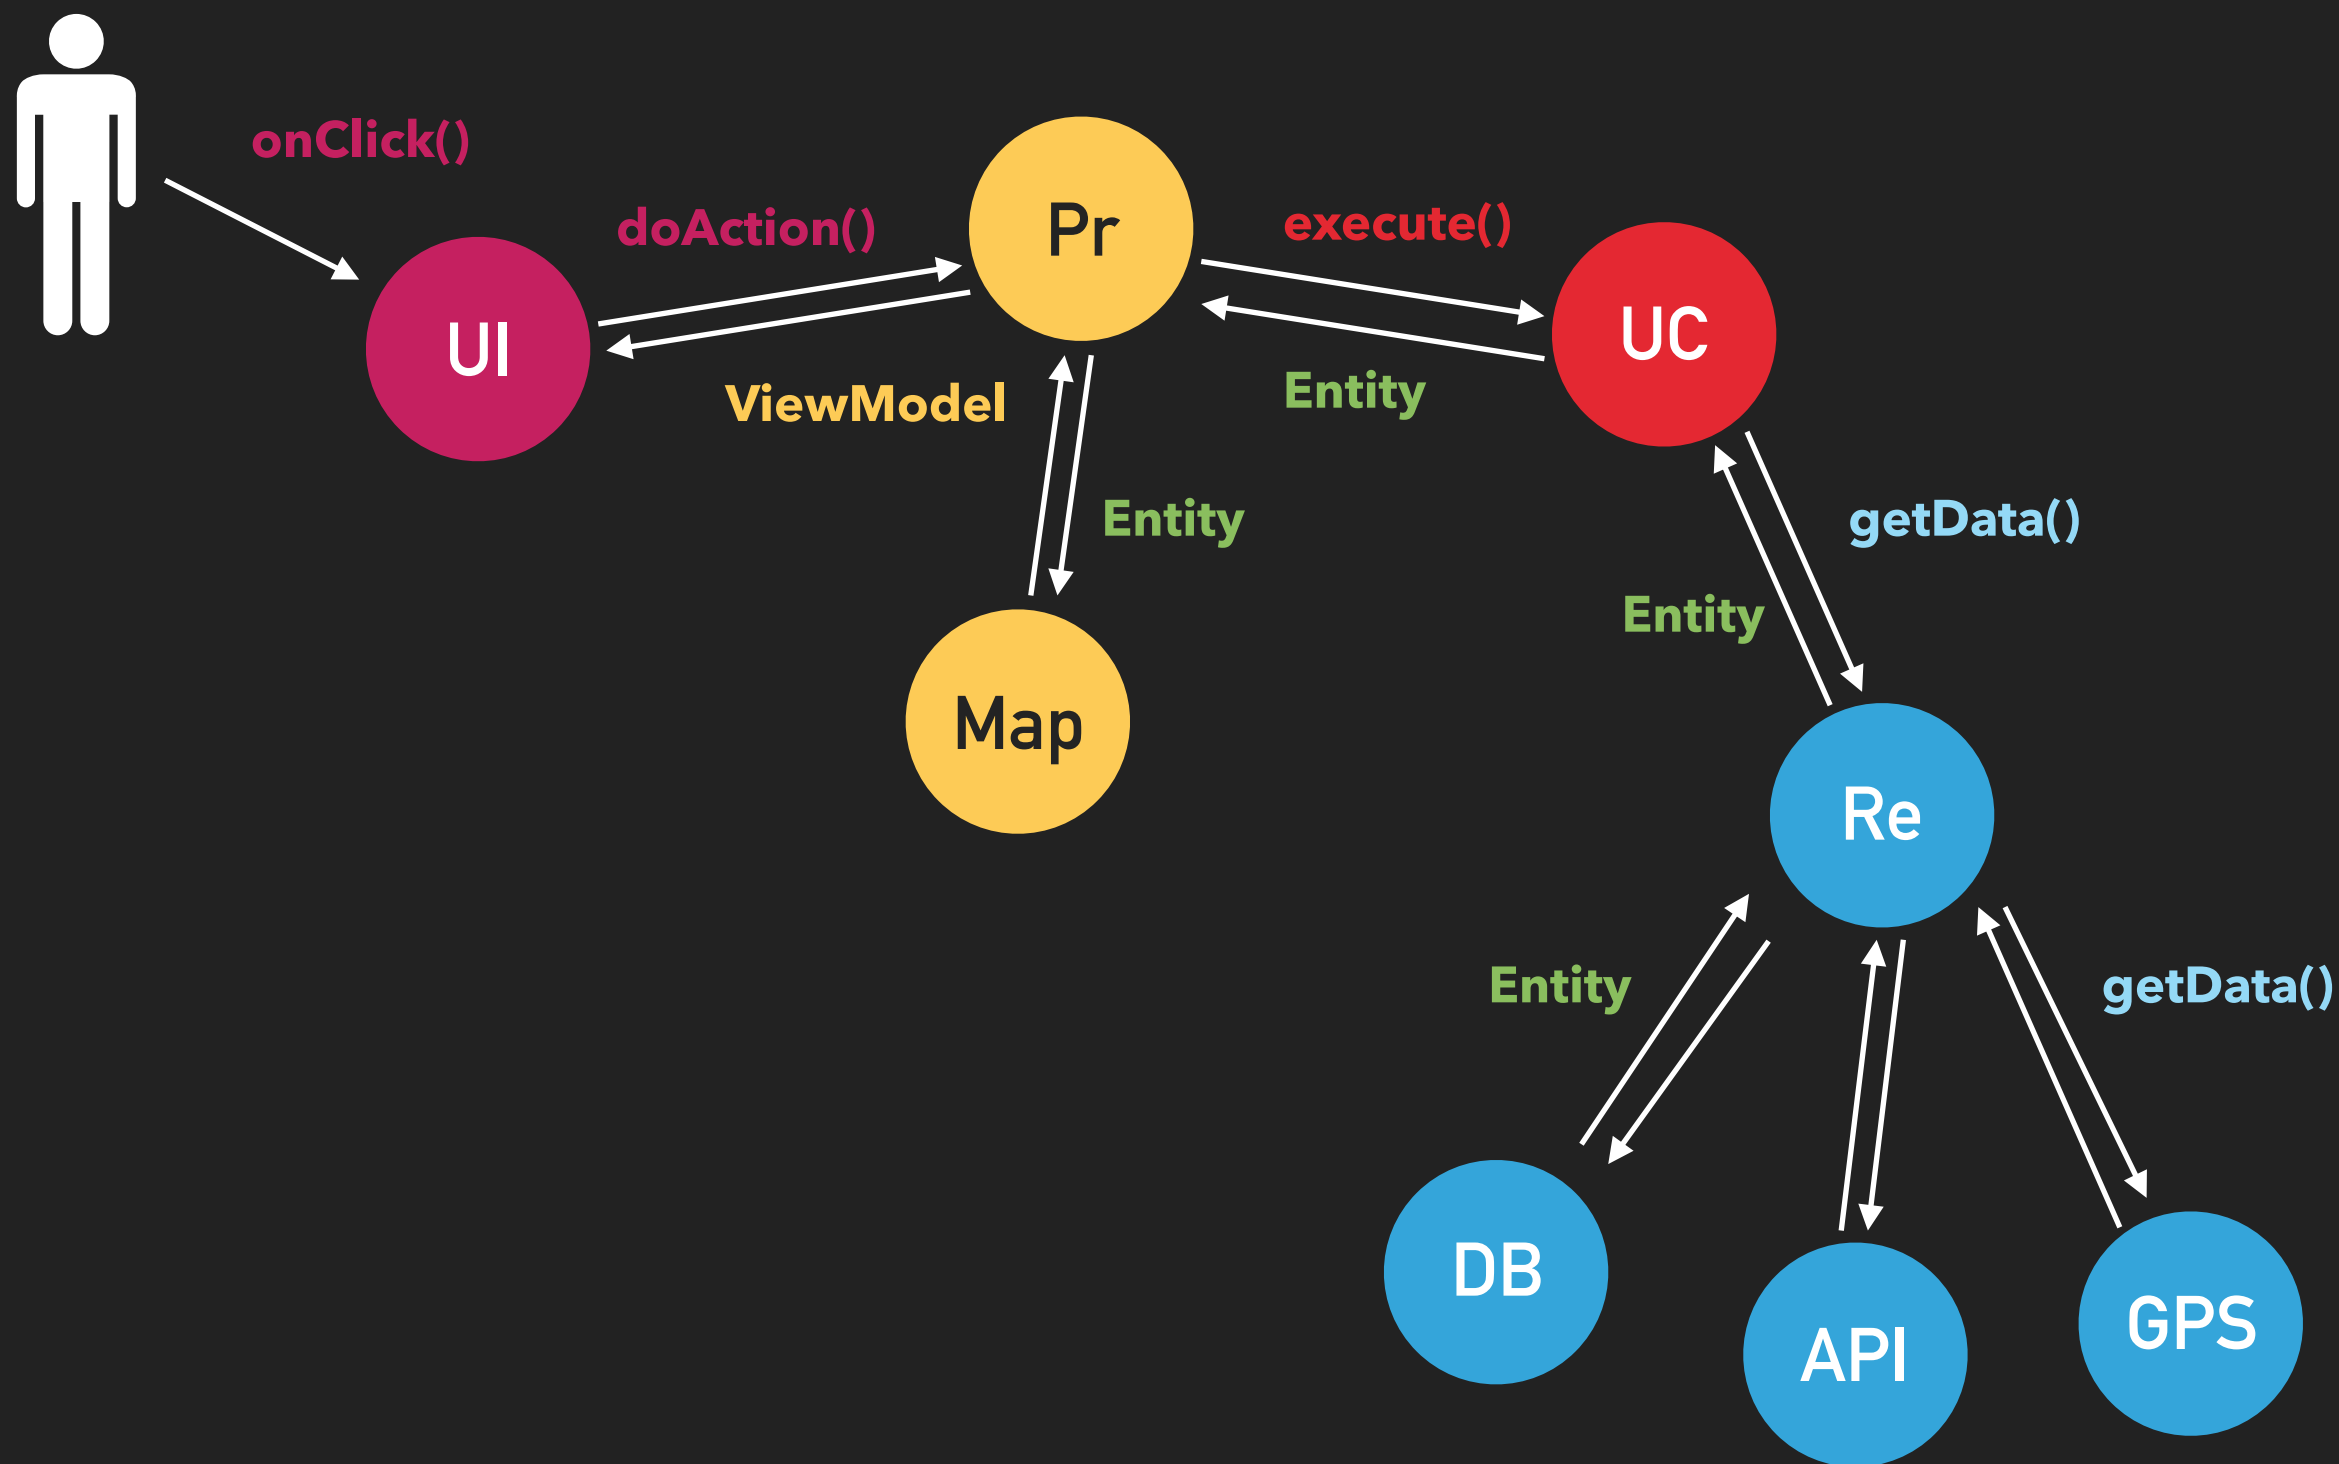 onClick()
doAction()
Pr
execute()
UI
UC
ViewModel
Entity
Entity
getData()
Entity
Map
Re
Entity
getData()
DB
API
GPS